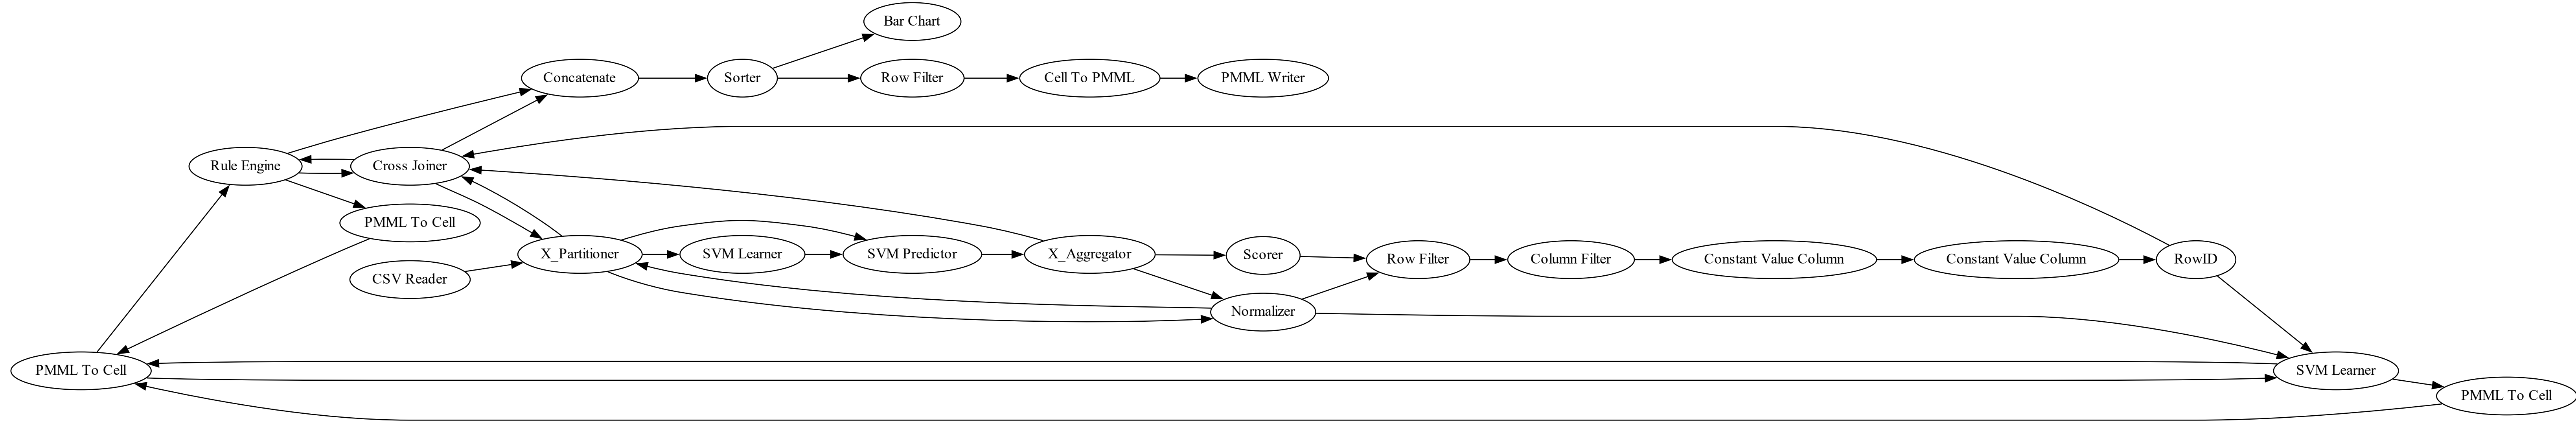 Bar Chart
Concatenate
Sorter
Row Filter
Cell To PMML
PMML Writer
Rule Engine
Cross Joiner
PMML To Cell
X_Partitioner
SVM Learner
SVM Predictor
X_Aggregator
Scorer
Row Filter
Column Filter
Constant Value Column
Constant Value Column
RowID
CSV Reader
Normalizer
PMML To Cell
SVM Learner
PMML To Cell